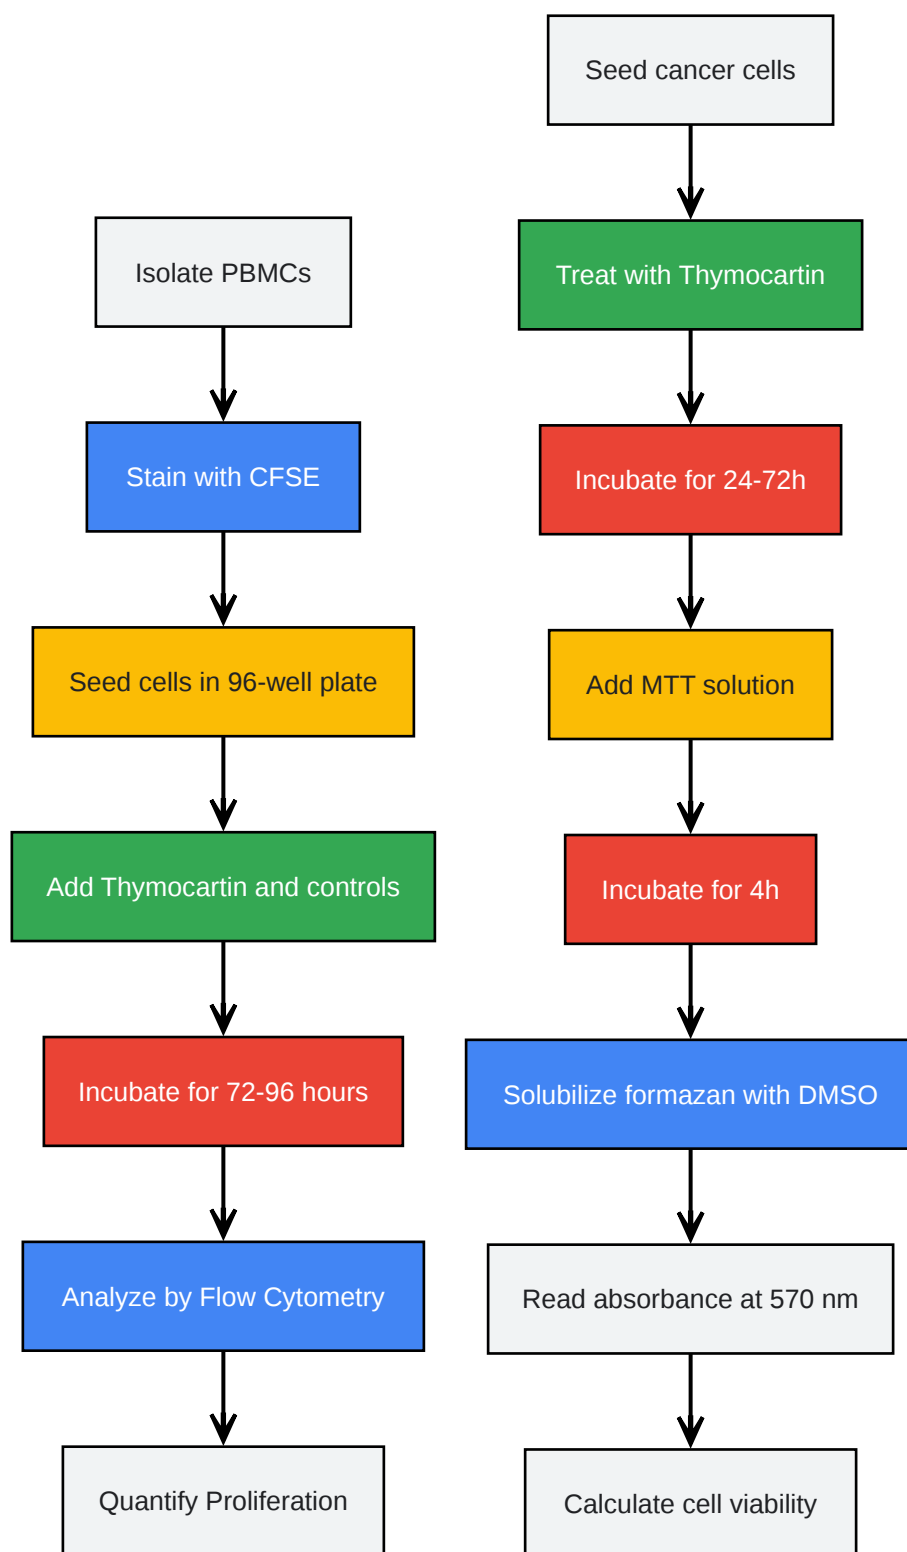 Isolate PBMCs
Stain with CFSE
Seed cells in 96-well plate
Add Thymocartin and controls
Incubate for 72-96 hours
Analyze by Flow Cytometry
Quantify Proliferation
Seed cancer cells
Treat with Thymocartin
Incubate for 24-72h
Add MTT solution
Incubate for 4h
Solubilize formazan with DMSO
Read absorbance at 570 nm
Calculate cell viability